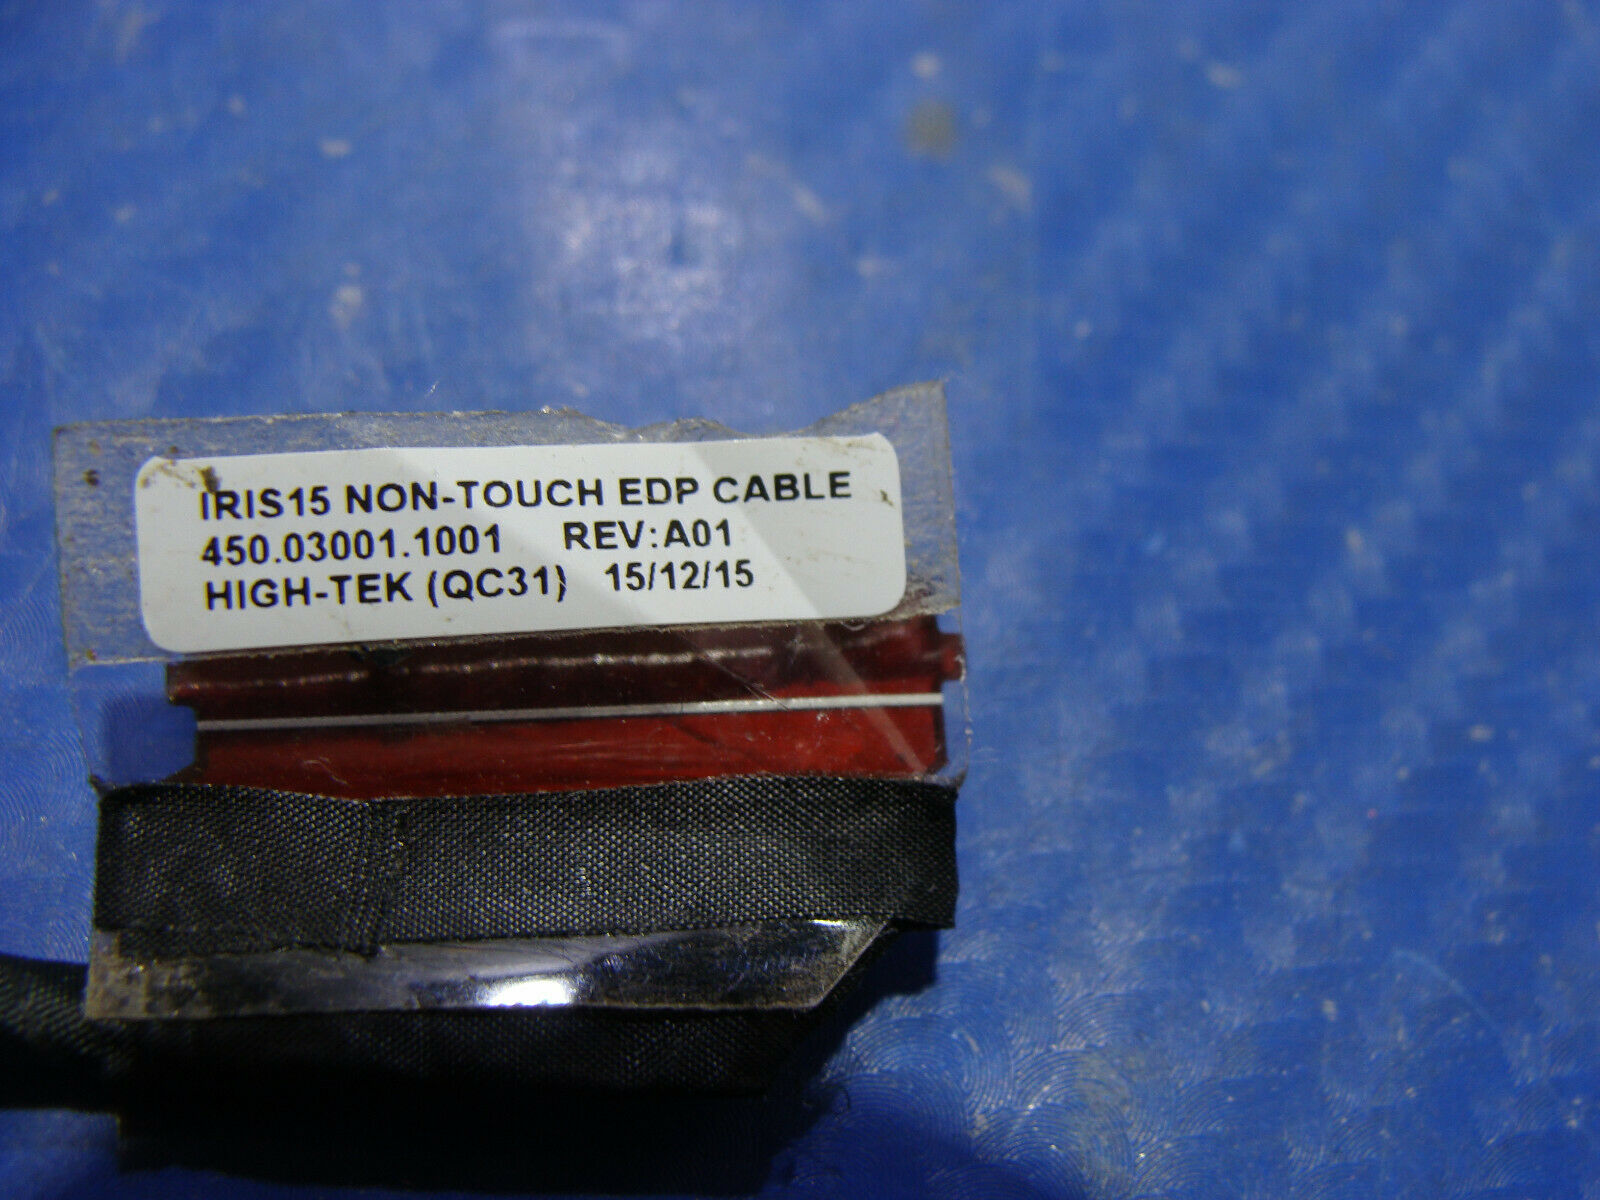 IRIS15 NON-TOUCH EDP CABLE
450.03001.1001 REV:A01
HIGH-TEK (QC31) 15/12/15